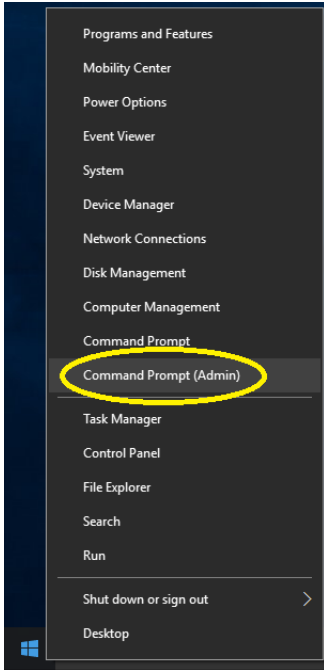 Programs and Features
Mobility Center
Power Options
Event Viewer
System
Device Manager
Network Connections
Disk Management
Computer Management
Command Prompt
Command Prompt (Admin)
Task Manager
Control Panel
File Explorer
Search
Run
Shut down or sign out
Desktop